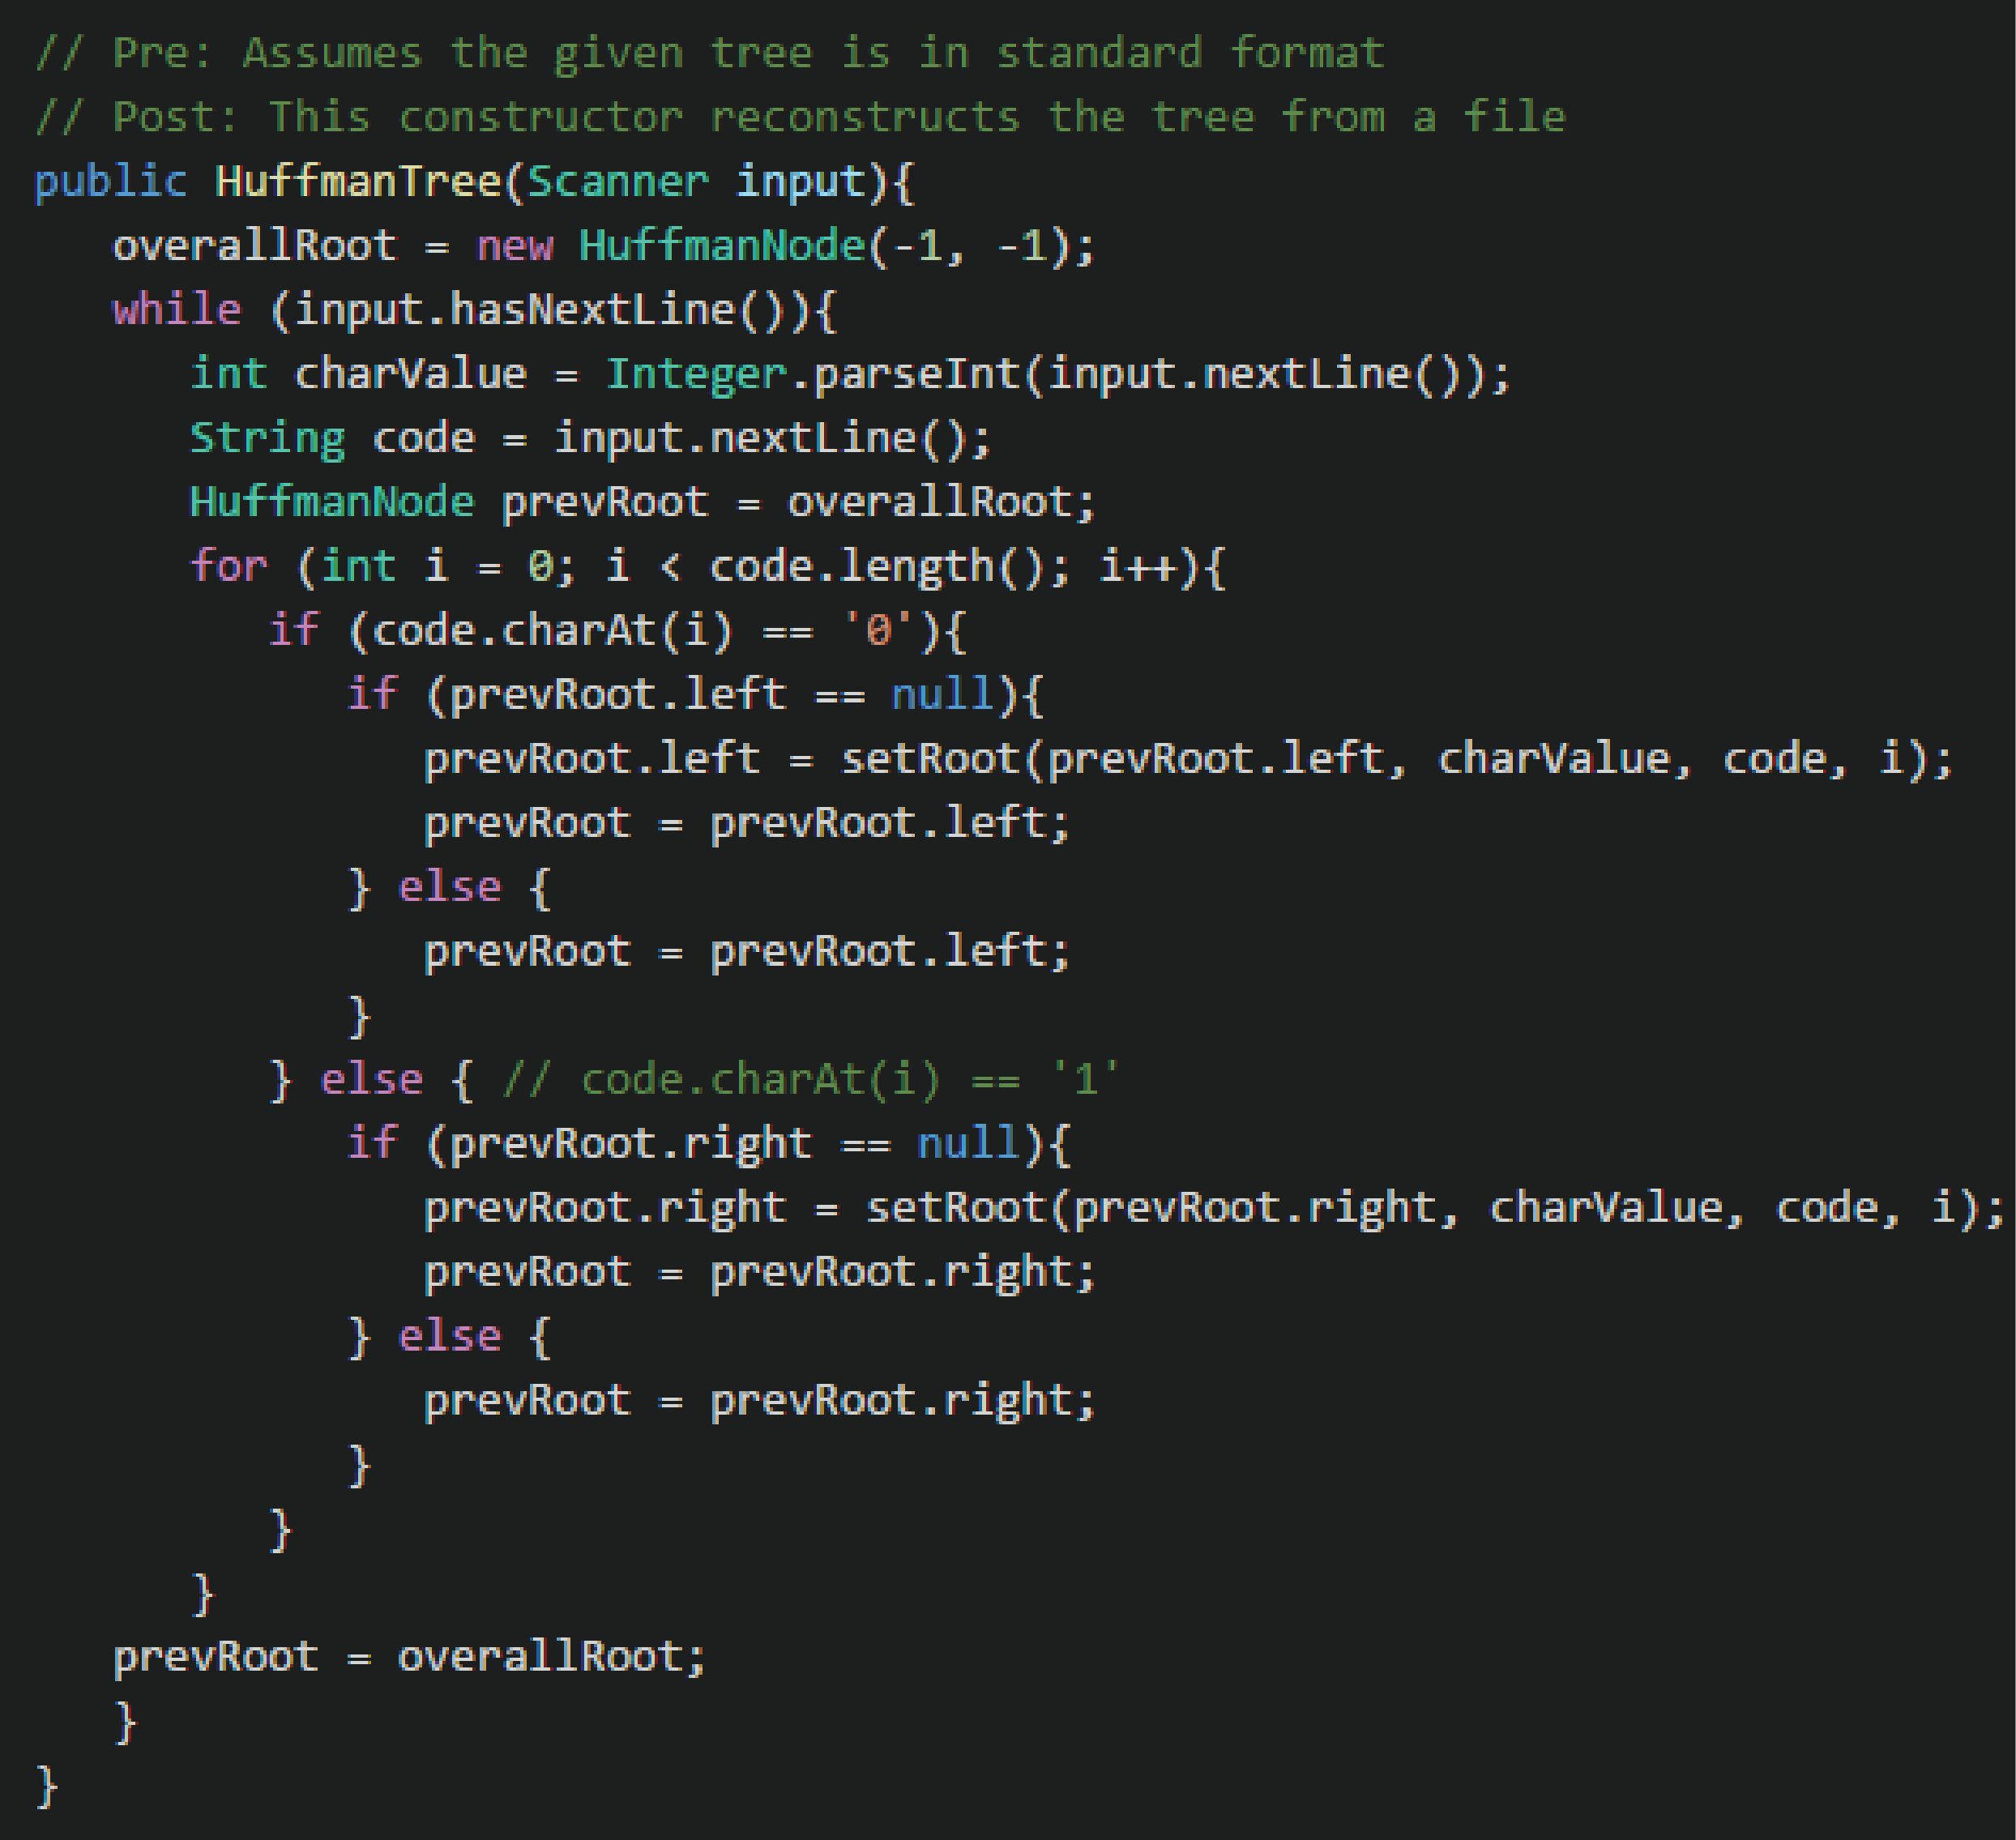 // Pre: Assumes the given tree is in standard format
// Post: This constructor reconstructs the tree from a file
public HuffmanTree(Scanner input){
   overallRoot = new HuffmanNode(-1, -1);
   while (input.hasNextLine()){
      int charValue = Integer.parseInt(input.nextLine());
      String code = input.nextLine();
      HuffmanNode prevRoot = overallRoot;
      for (int i = 0; i < code.length(); i++){
         if (code.charAt(i) == '0'){
            if (prevRoot.left == null){
               prevRoot.left = setRoot(prevRoot.left, charValue, code, i);
               prevRoot = prevRoot.left;
            } else {
               prevRoot = prevRoot.left;
            }
         } else { // code.charAt(i) == '1'
            if (prevRoot.right == null){
               prevRoot.right = setRoot(prevRoot.right, charValue, code, i);
               prevRoot = prevRoot.right;
            } else {
               prevRoot = prevRoot.right;
            }
         }
      }
   prevRoot = overallRoot;
   }
}